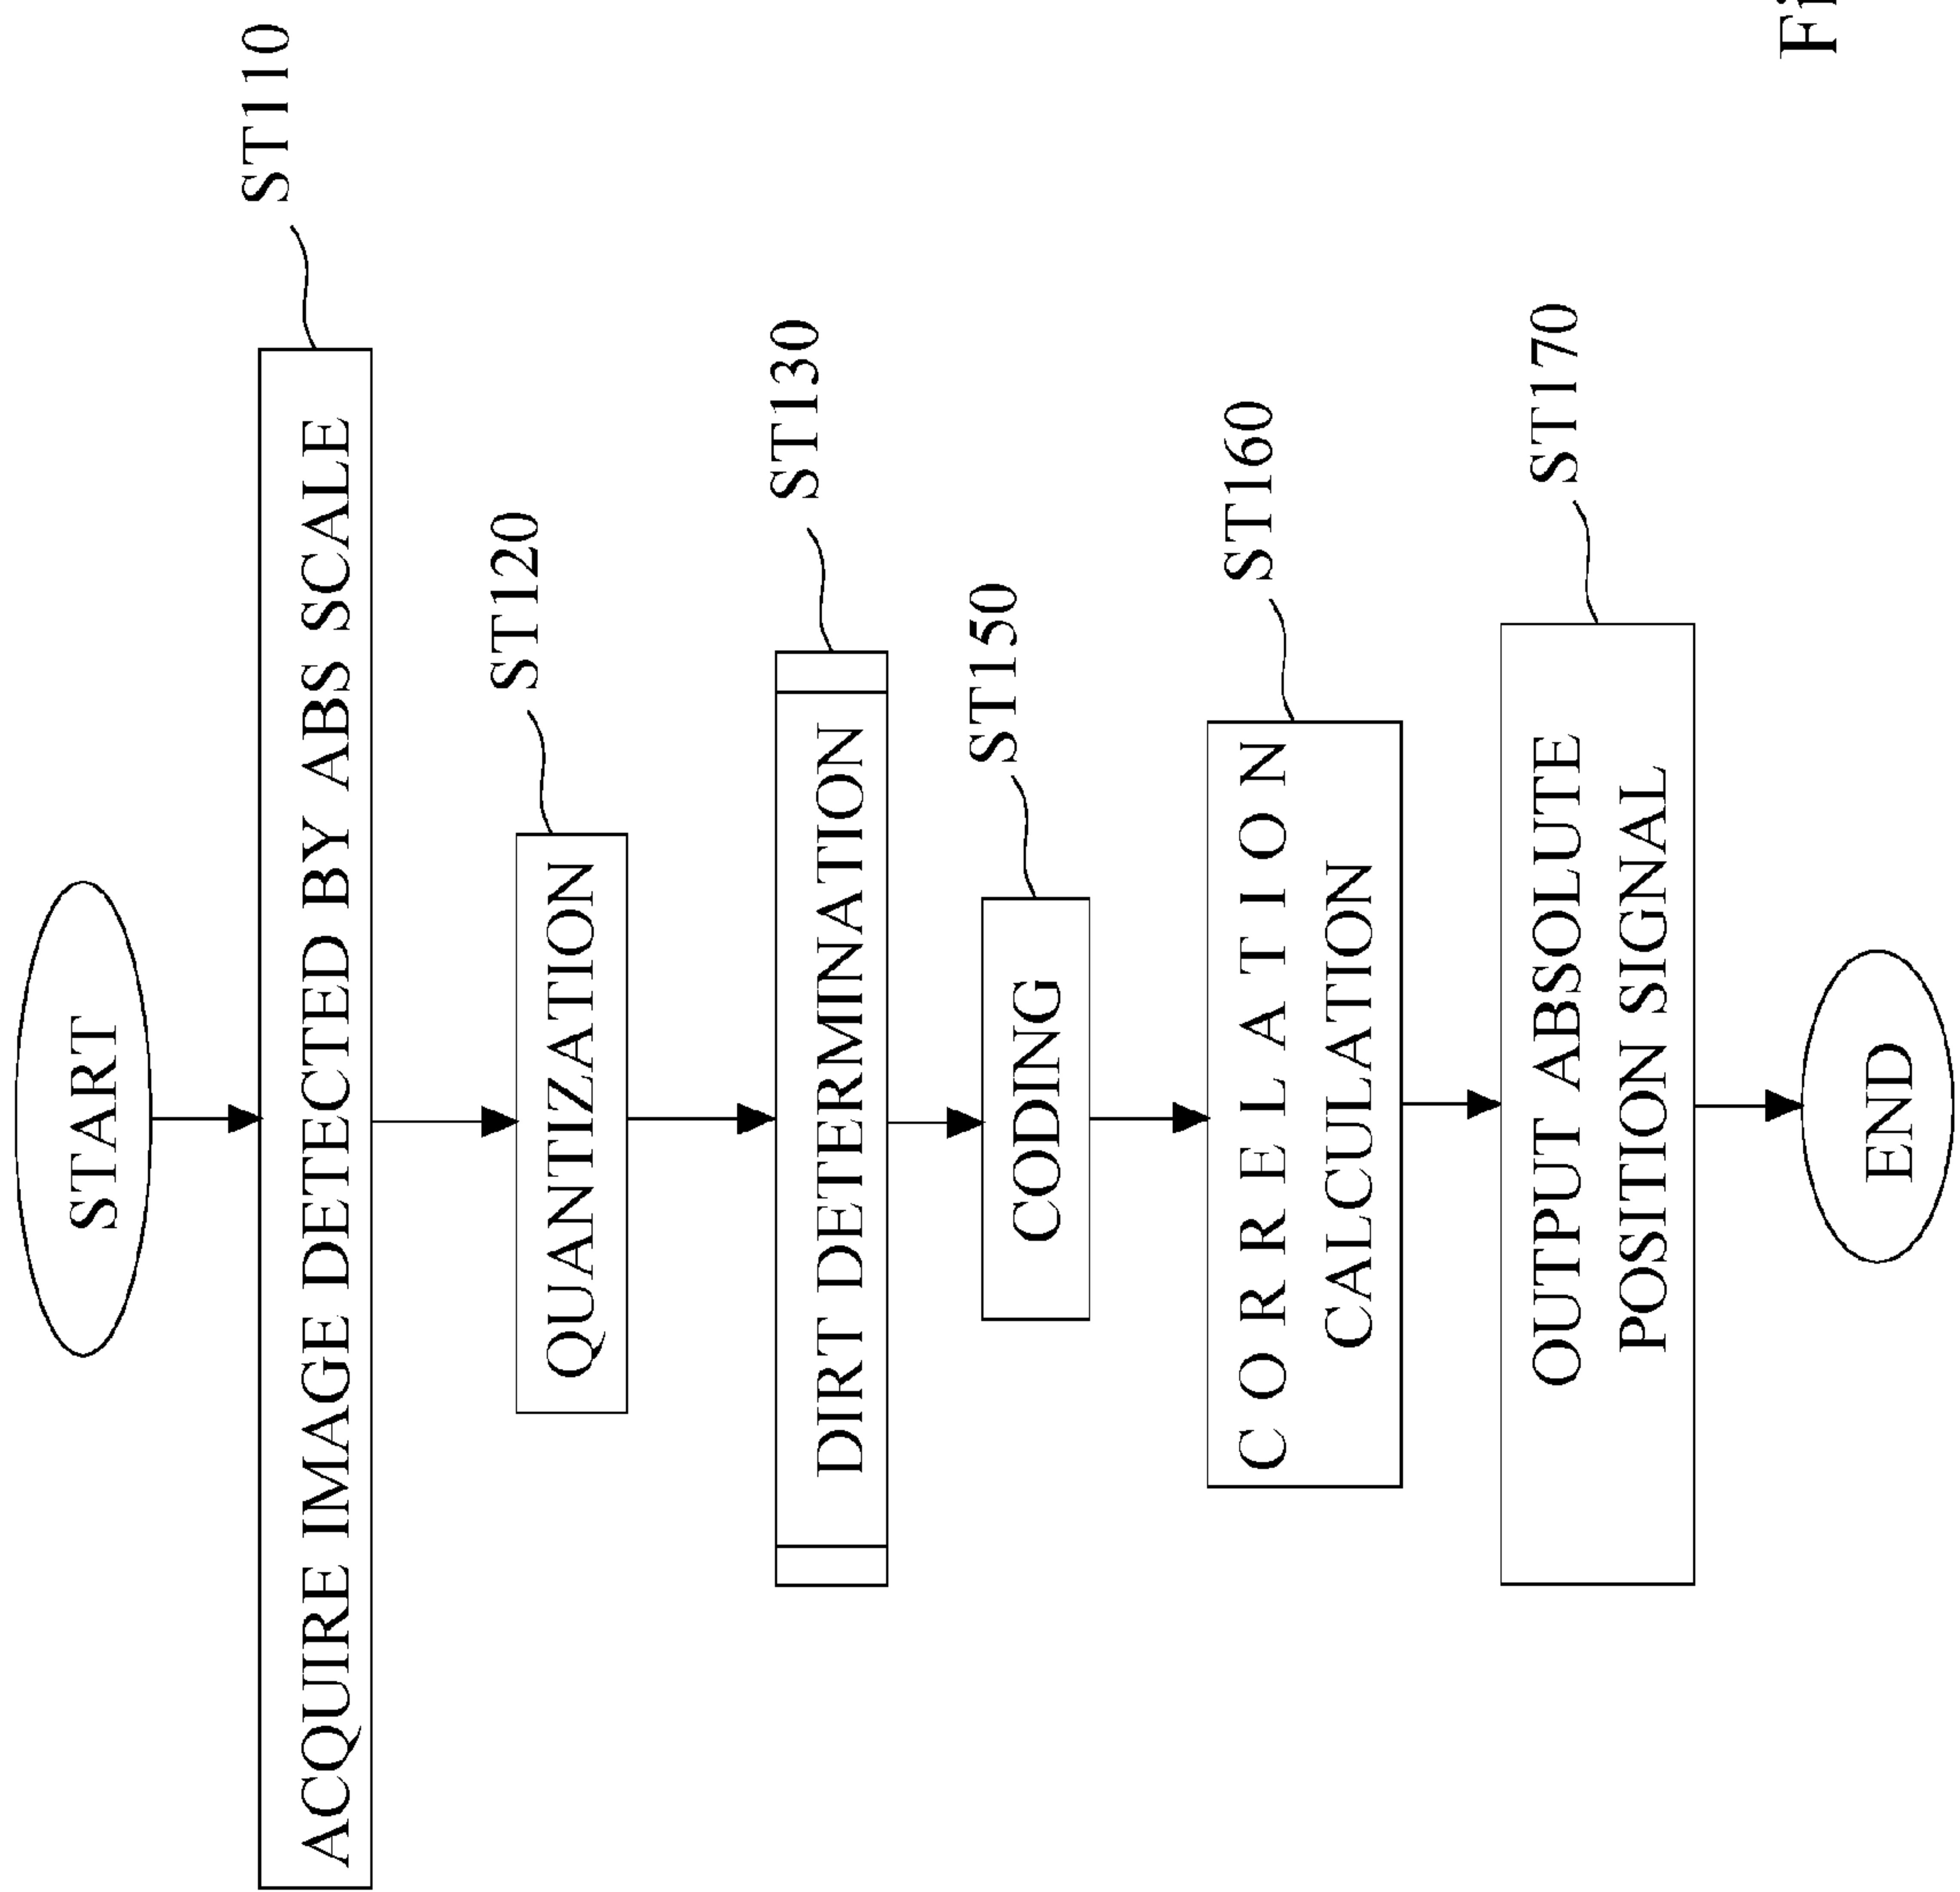 START
ST110
ACQUIRE IMAGE DETECTED BY ABS SCALE
ST120
QUANTIZATION
ST130
DIRT DETERMINATION
ST150
CODING
ST160
CORRELATION
CALCULATION
ST170
OUTPUT ABSOLUTE
POSITION SIGNAL
END